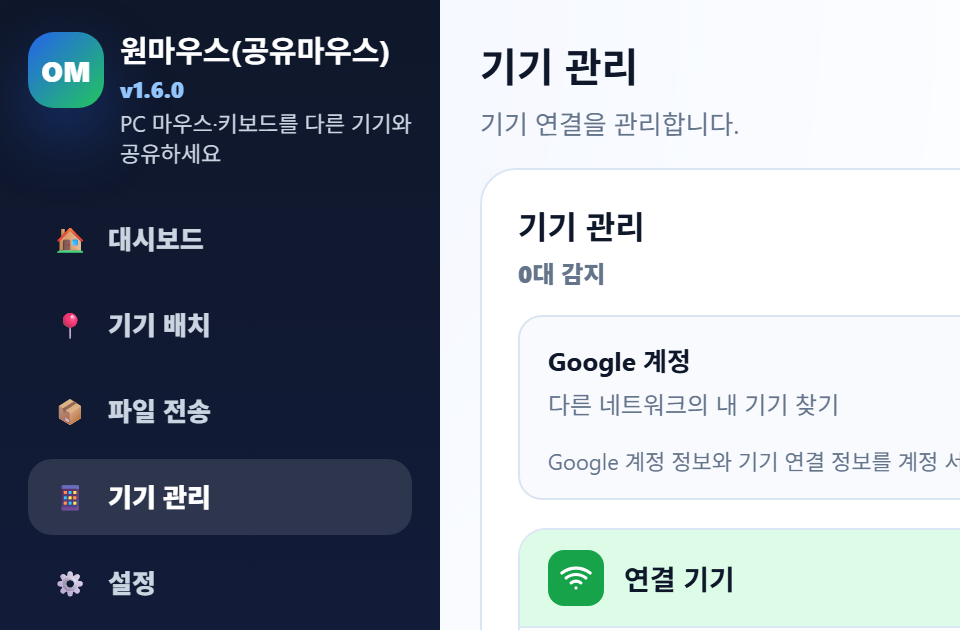 OM
원마우스(공유마우스)
v1.6.0
PC 마우스·키보드를 다른 기기와
공유하세요
대시보드
기기 배치
파일 전송
기기 관리
설정
기기 관리
기기 연결을 관리합니다.
기기 관리
0대 감지
Google 계정
다른 네트워크의 내 기기 찾기
Google 계정 정보와 기기 연결 정보를 계정 서
연결 기기